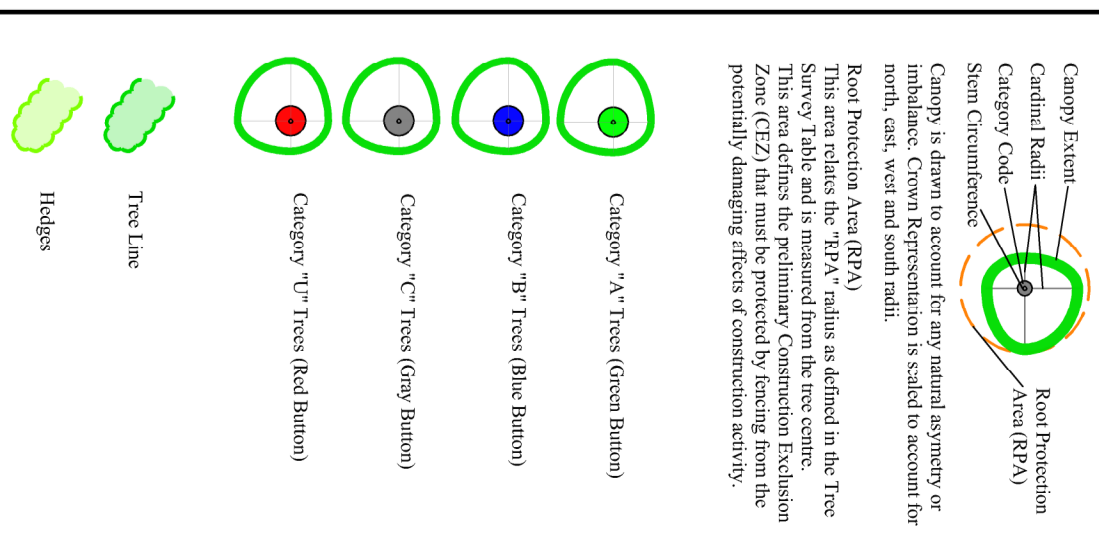 Canopy Extent
Cardinal Radii
Category Code
Stem Circumference
Root Protection
Area (RPA)
Canopy is drawn to account for any natural asymmetry or
imbalance. Crown Representation is scaled to account for
north, east, west and south radii.
Root Protection Area (RPA)
This area relates the "RPA" radius as defined in the Tree
Survey Table and is measured from the tree centre.
This area defines the preliminary Construction Exclusion
Zone (CEZ) that must be protected by fencing from the
potentially damaging affects of construction activity.
Category "A" Trees (Green Button)
Category "B" Trees (Blue Button)
Category "C" Trees (Gray Button)
Category "U" Trees (Red Button)
Tree Line
Hedges